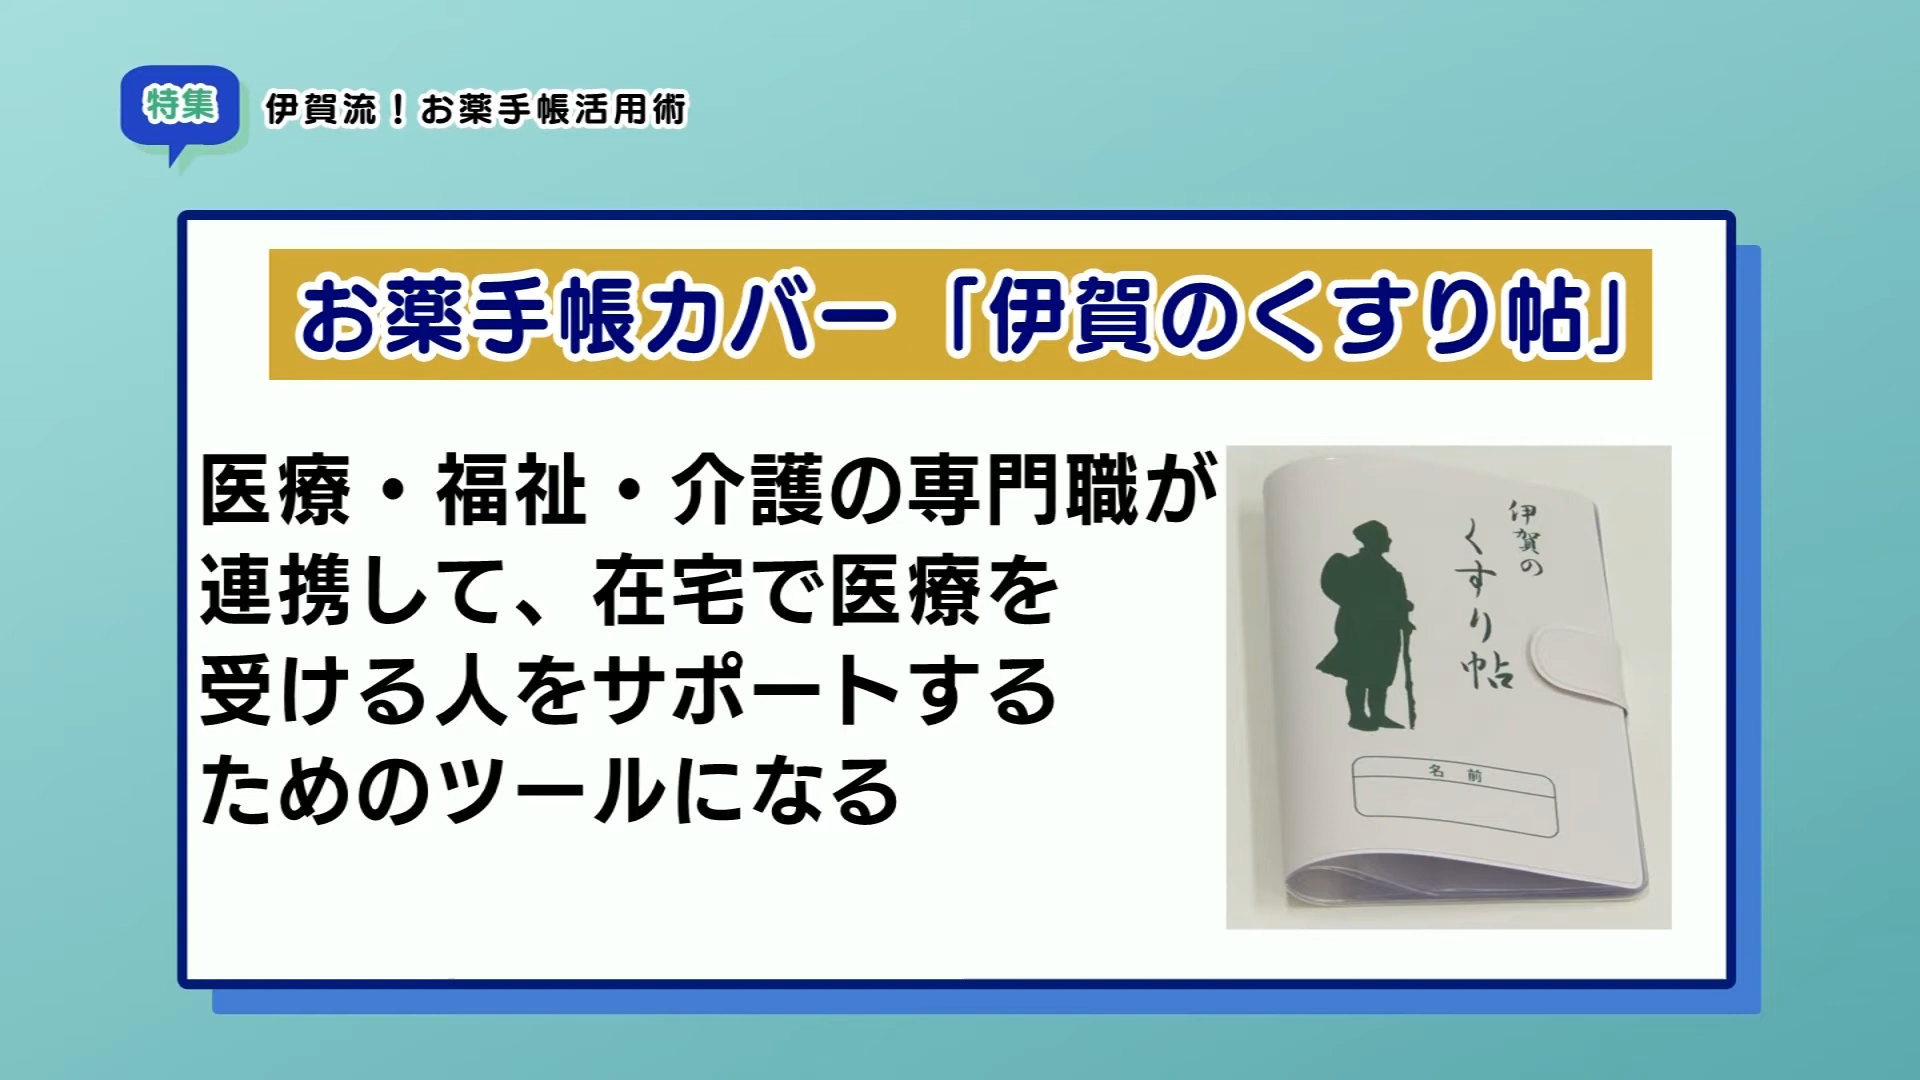 特集
伊賀流！お薬手帳活用術
お薬手帳カバー「伊賀のくすり帖」
医療・福祉・介護の専門職が
連携して、在宅で医療を
受ける人をサポートする
ためのツールになる
伊賀の
くすり帖
名前